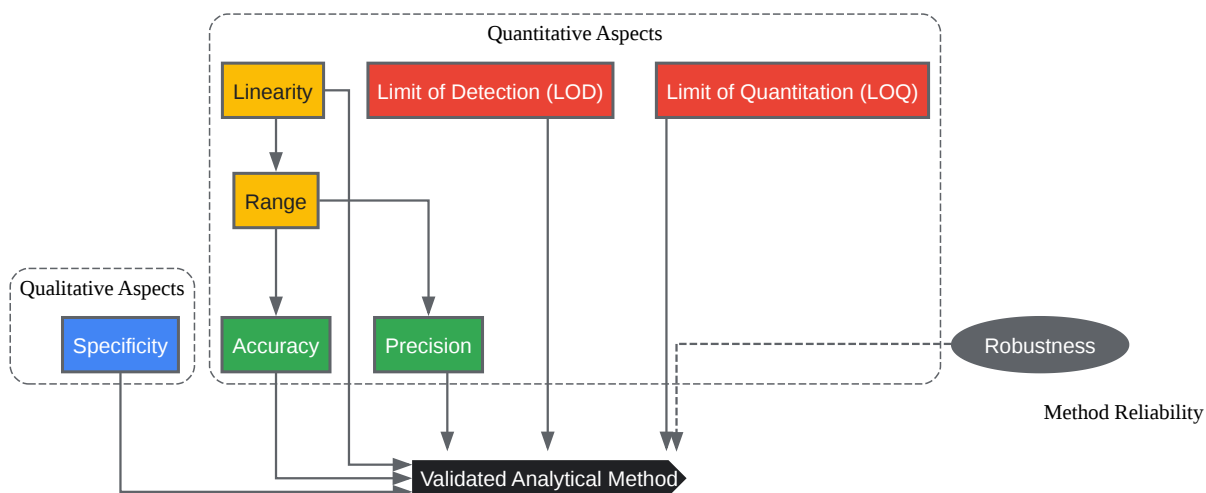 Quantitative Aspects
Linearity
Limit of Detection (LOD)
Limit of Quantitation (LOQ)
Range
Qualitative Aspects
Specificity
Accuracy
Precision
Robustness
Method Reliability
Validated Analytical Method